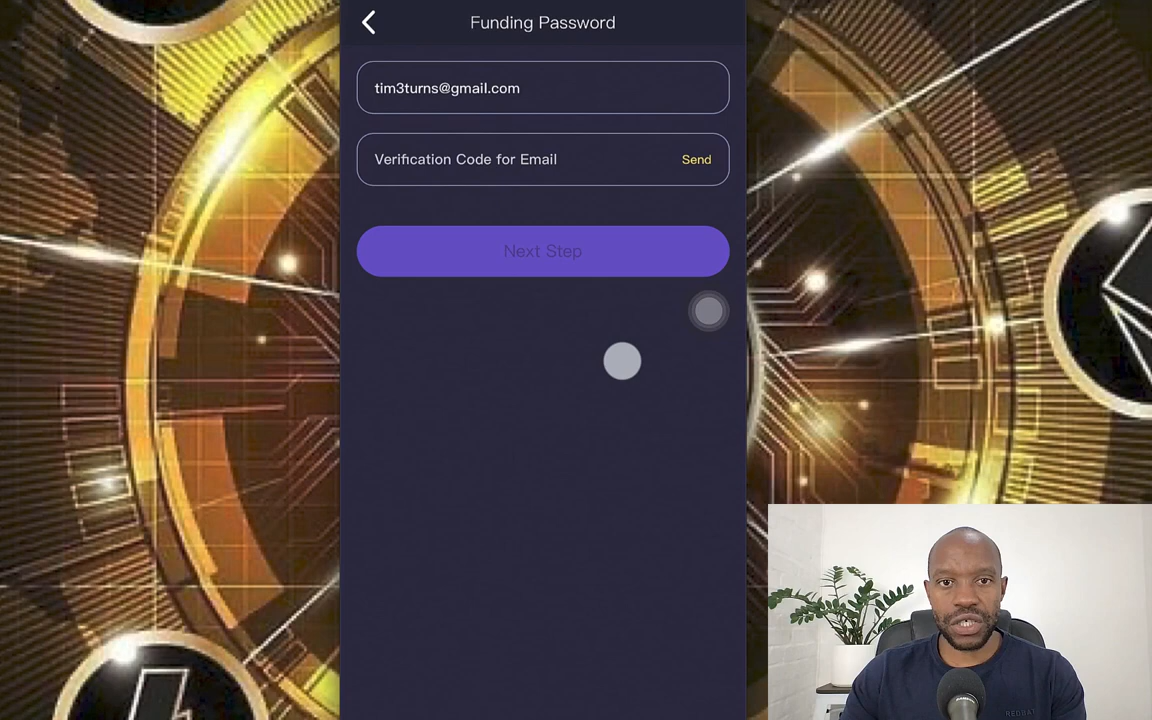 Funding Password
tim3turns@gmail.com
Verification Code for Email
Send
Next Step